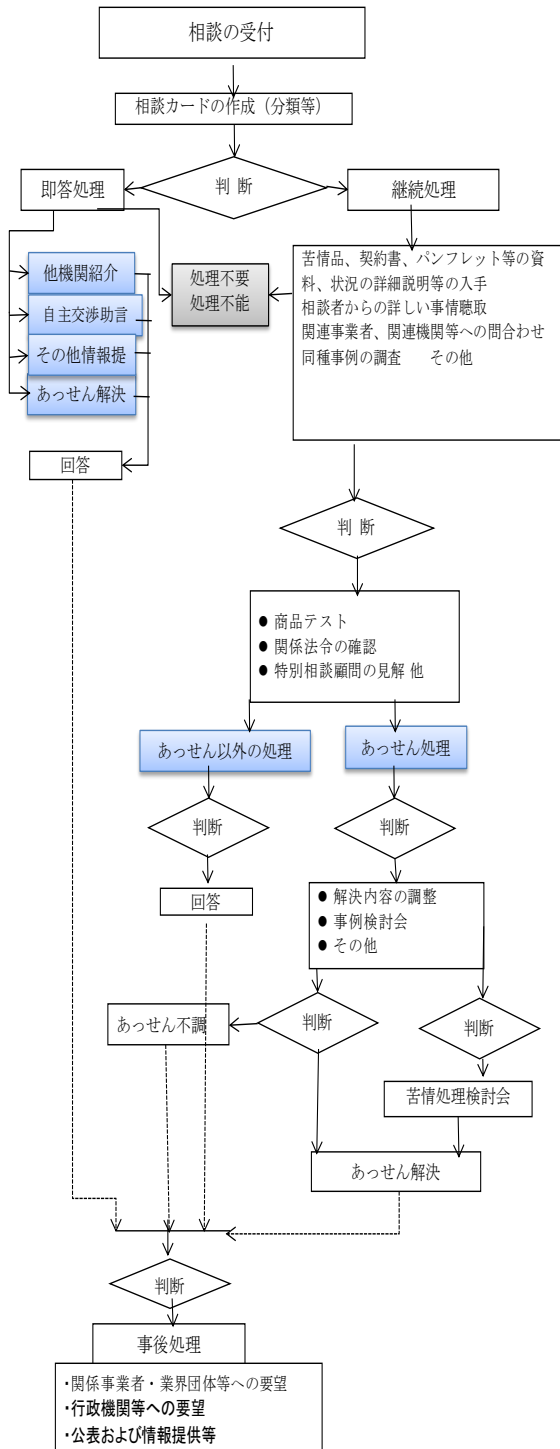 相談の受付
相談カードの作成（分類等）
判 断
即答処理
継続処理
他機関紹介
自主交渉助言
その他情報提
あっせん解決
処理不要
処理不能
苦情品、契約書、パンフレット等の資
料、状況の詳細説明等の入手
相談者からの詳しい事情聴取
関連事業者、関連機関等への問合わせ
同種事例の調査　　その他
回答
判 断
● 商品テスト
● 関係法令の確認
● 特別相談顧問の見解 他
あっせん以外の処理
あっせん処理
判断
判断
回答
● 解決内容の調整
● 事例検討会
● その他
あっせん不調
判断
判断
苦情処理検討会
あっせん解決
判断
事後処理
・関係事業者・業界団体等への要望
・行政機関等への要望
・公表および情報提供等